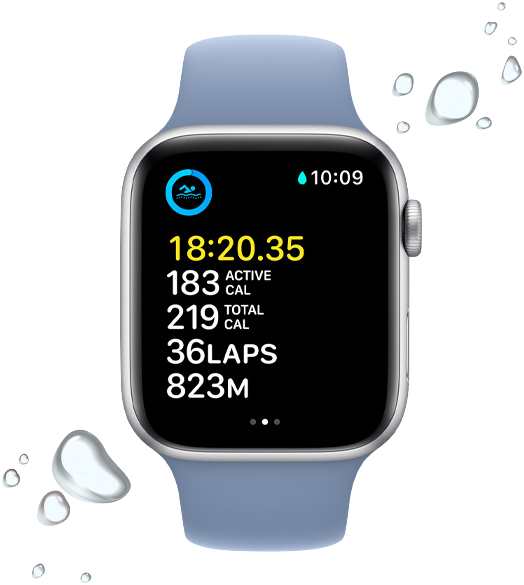 10:09
18:20.35
183 ACTIVE CAL
219 TOTAL CAL
36LAPS
823M